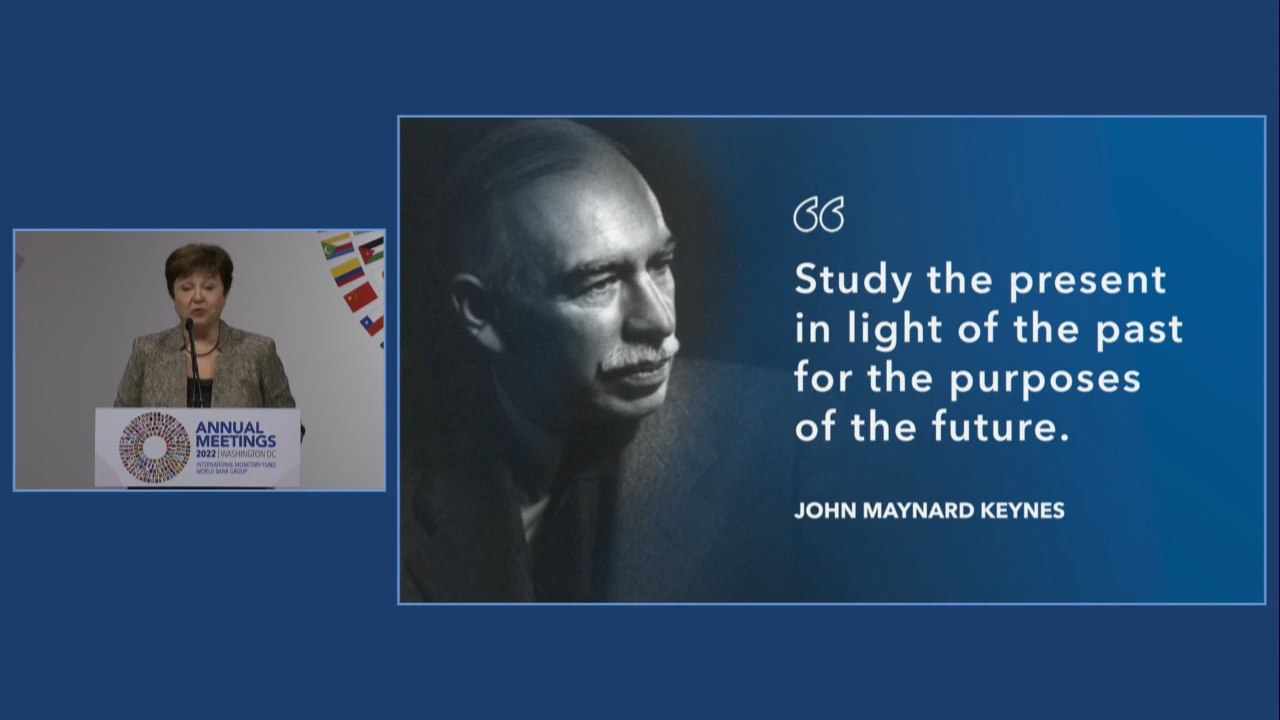 ANNUAL
MEETINGS
2022 | WASHINGTON DC
INTERNATIONAL MONETARY FUND
WORLD BANK GROUP
Study the present
in light of the past
for the purposes
of the future.
JOHN MAYNARD KEYNES